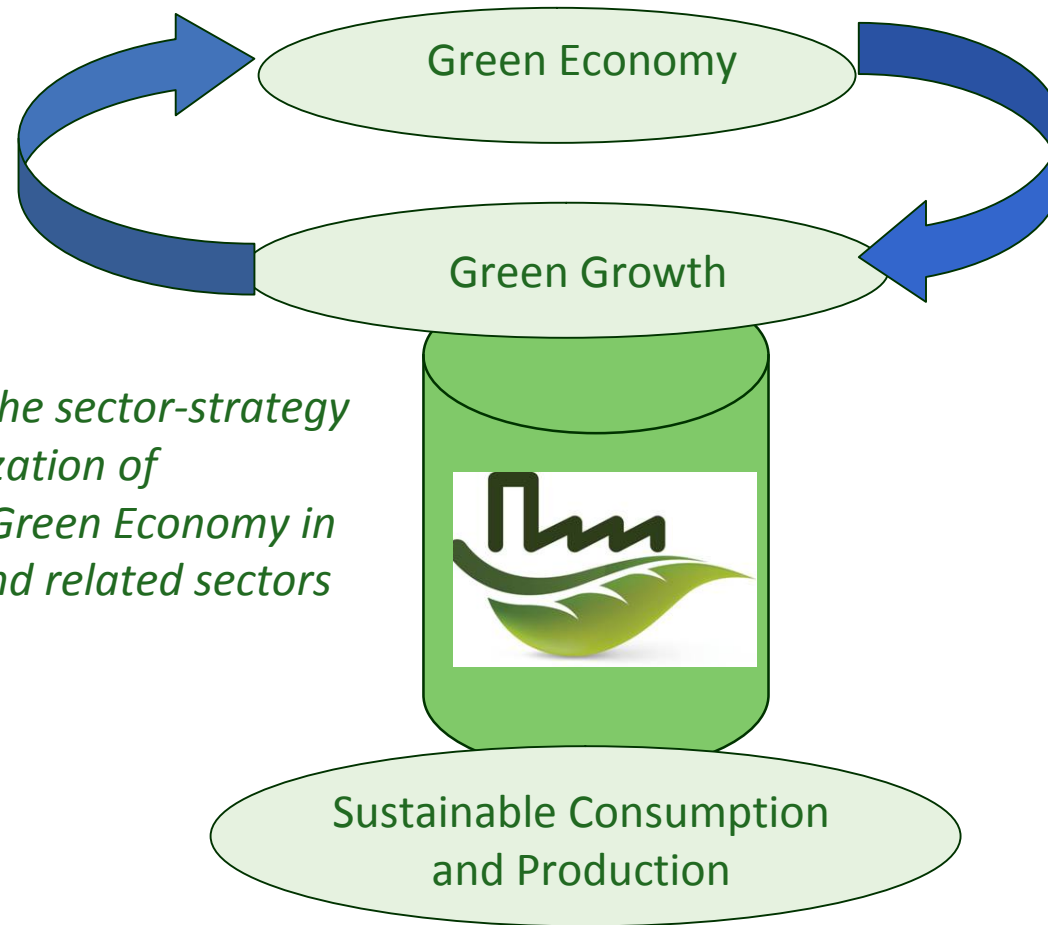 Green Economy
Green Growth
he sector-strategy
zation of
Green Economy in
nd related sectors
Sustainable Consumption
and Production